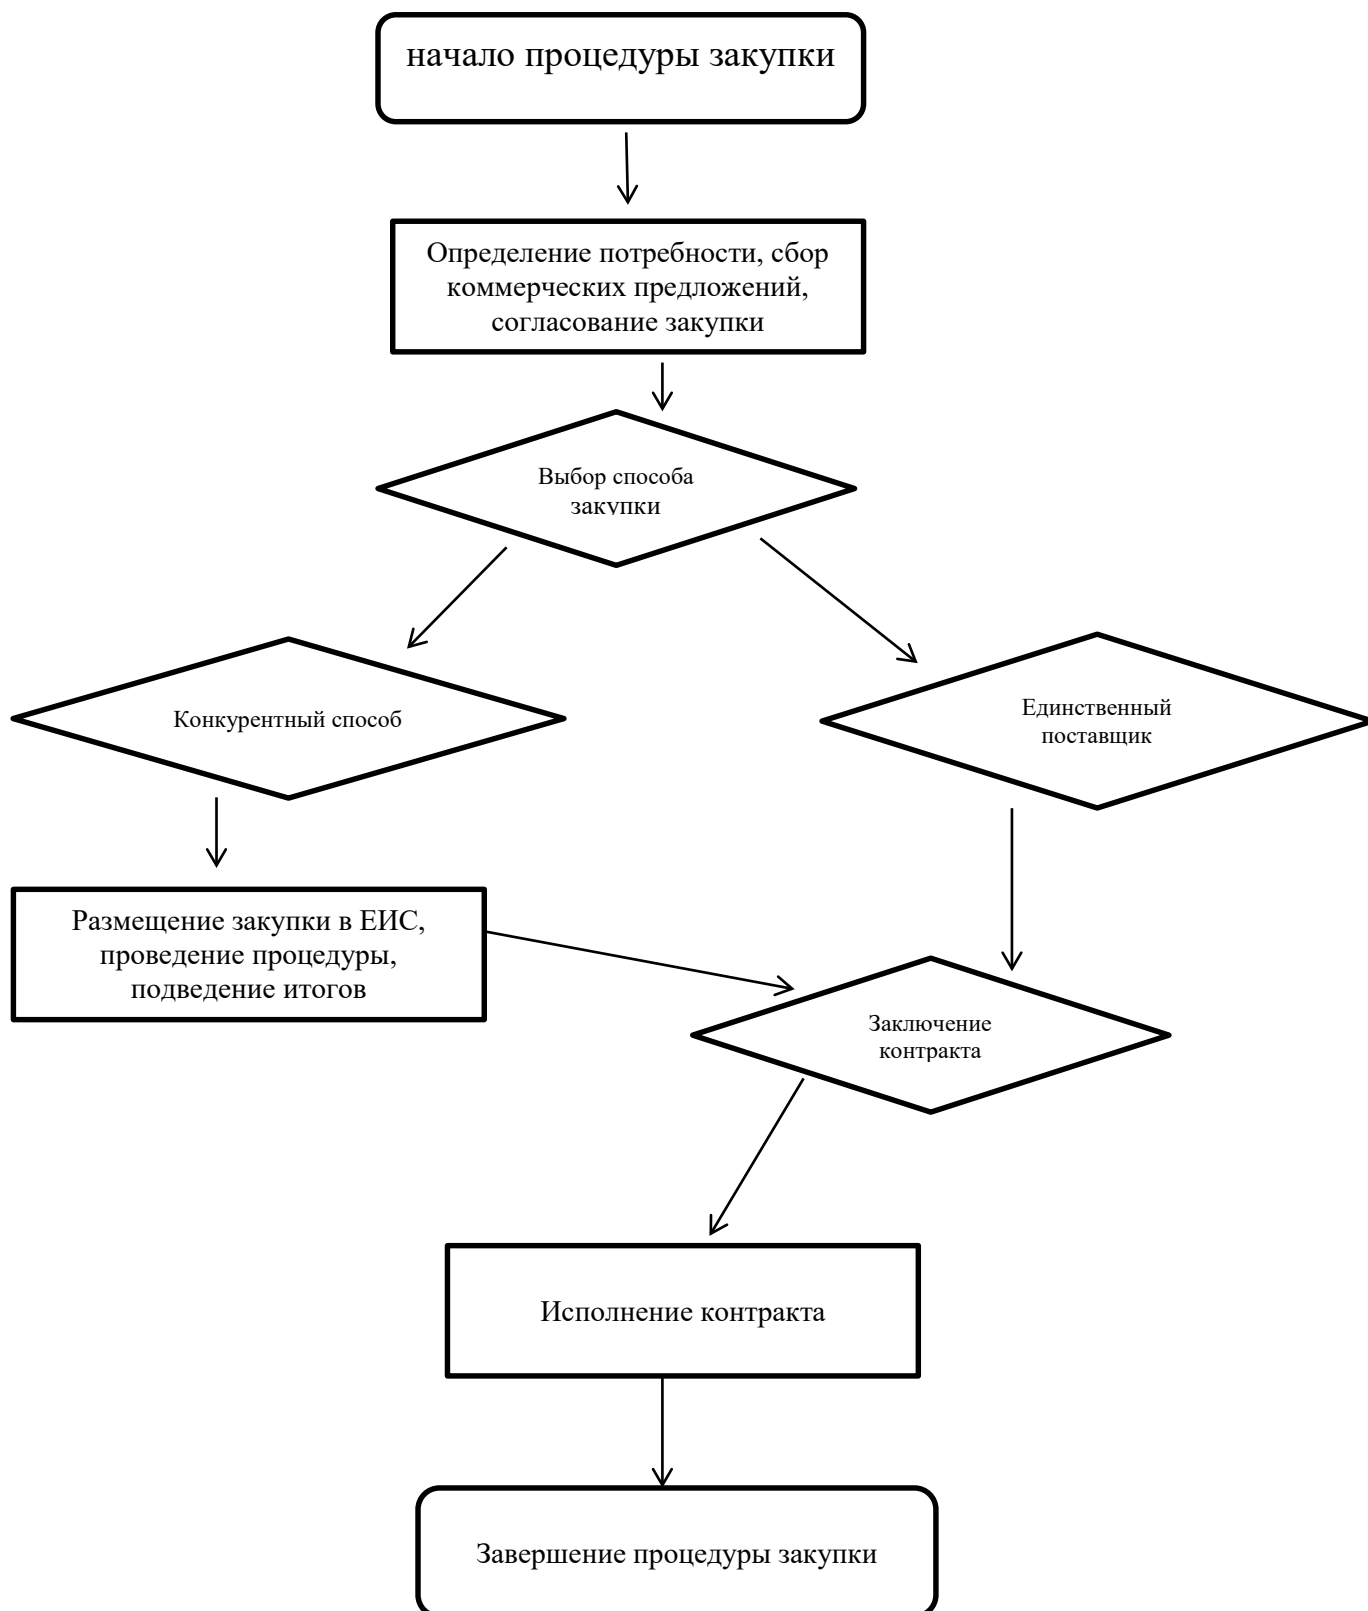 начало процедуры закупки
Определение потребности, сбор
коммерческих предложений,
согласование закупки
Выбор способа
закупки
Конкурентный способ
Единственный
поставщик
Размещение закупки в ЕИС,
проведение процедуры,
подведение итогов
Заключение
контракта
Исполнение контракта
Завершение процедуры закупки